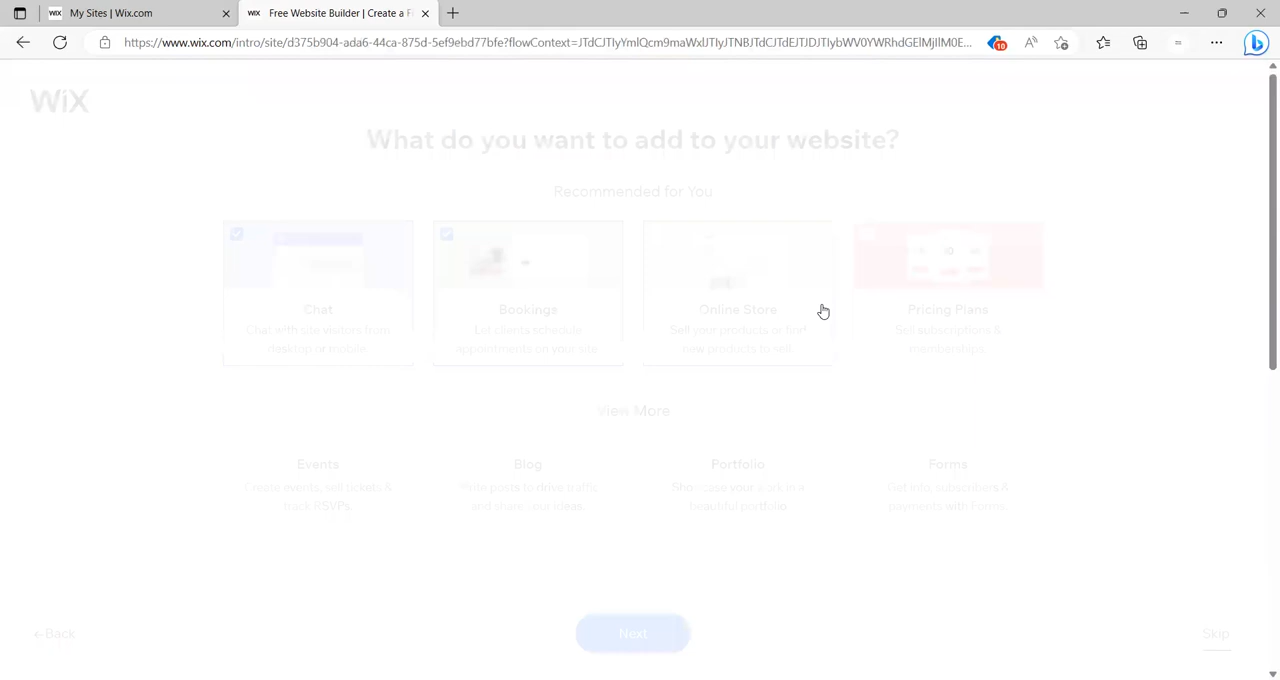 WIX My Sites | Wix.com
WIX Free Website Builder | Create a F
https://www.wix.com/intro/site/d375b904-ada6-44ca-875d-5ef9ebd77bfe?flowContext=JTdCJTIyYmlQcm9maWxlJTIyJTNBJTdCJTdEJTJDJTIybWV0YWRhdGElMjIlM0E...
10
WiX
What do you want to add to your website?
Recommended for You
Chat
Chat with site visitors from
desktop or mobile.
Bookings
Let clients schedule
appointments on your site.
Online Store
Sell your products or find
new products to sell.
Pricing Plans
Sell subscriptions &
memberships.
View More
Events
Create events, sell tickets &
track RSVPs.
Blog
Write posts to drive traffic
and share your ideas.
Portfolio
Showcase your work in a
beautiful portfolio.
Forms
Get info, subscribers &
payments with Forms.
←Back
Next
Skip